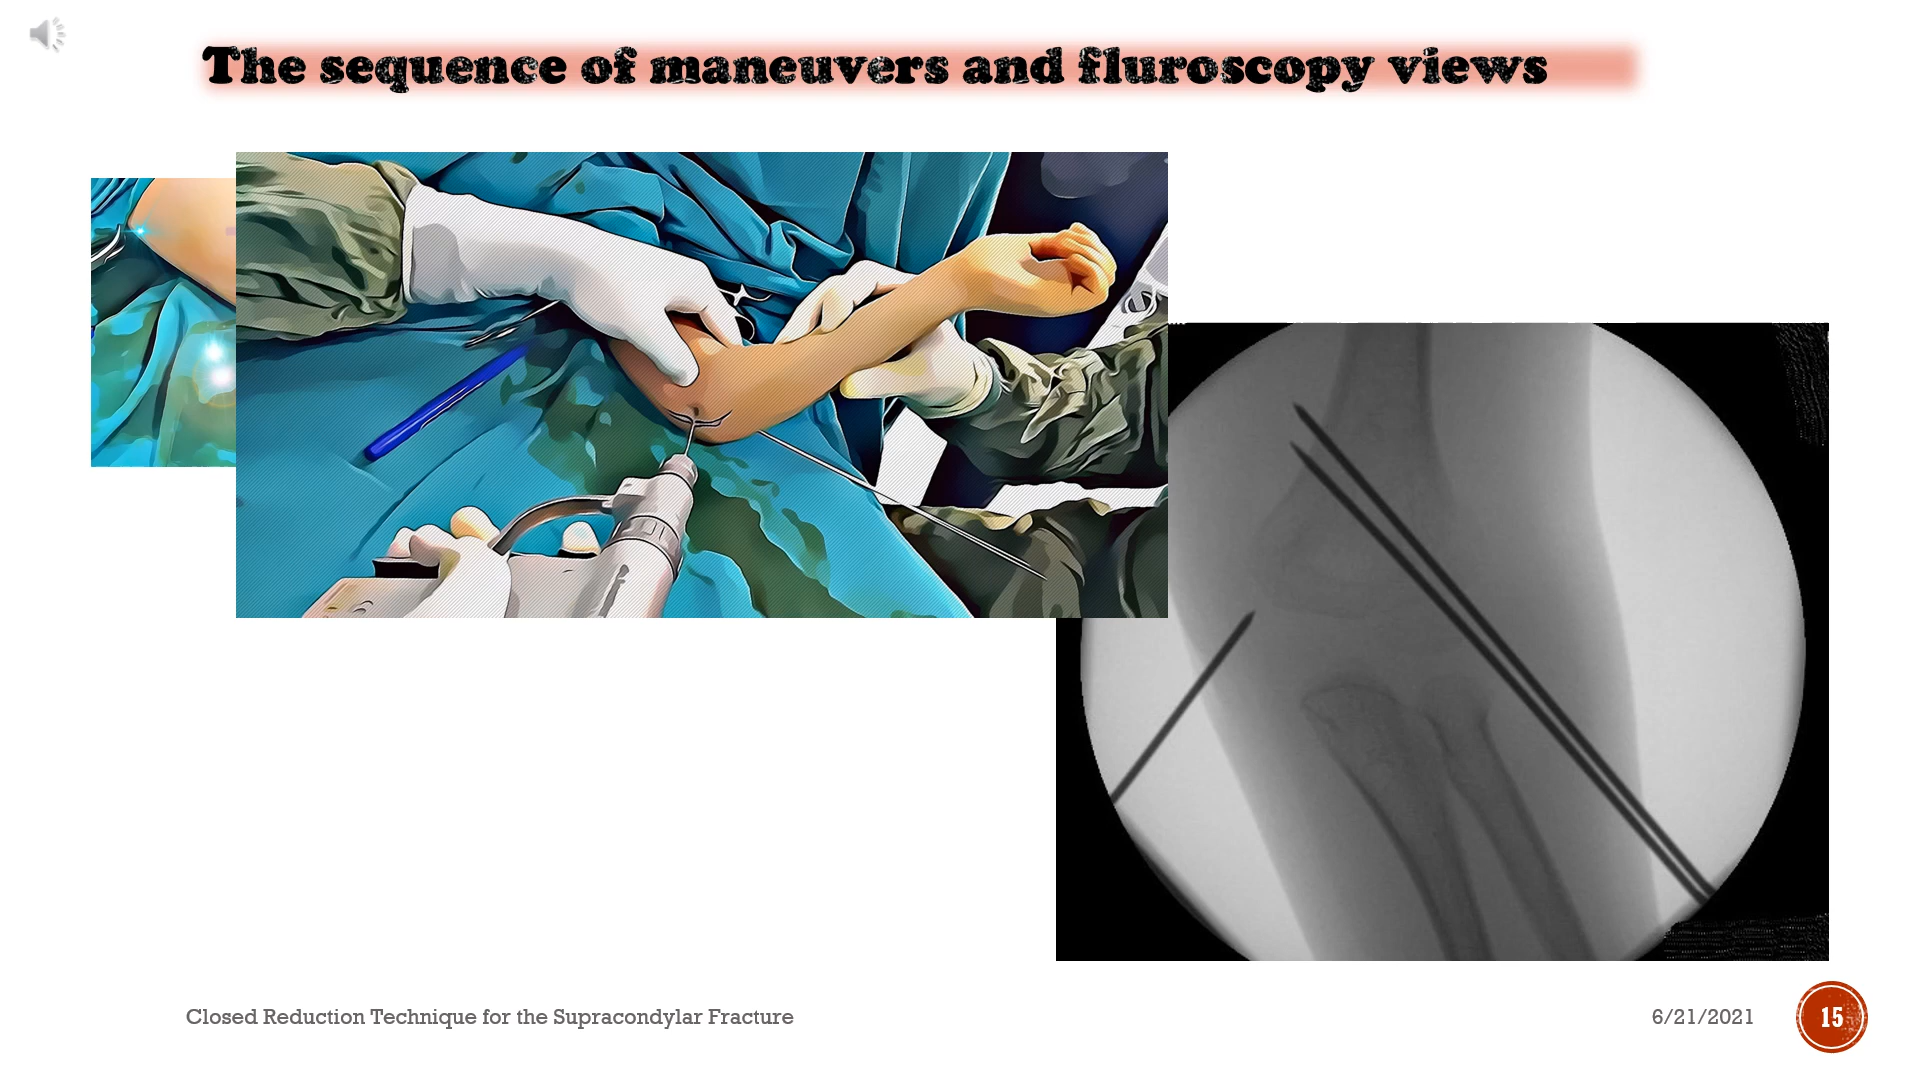 The sequence of maneuvers and fluroscopy views
Closed Reduction Technique for the Supracondylar Fracture
6/21/2021
15